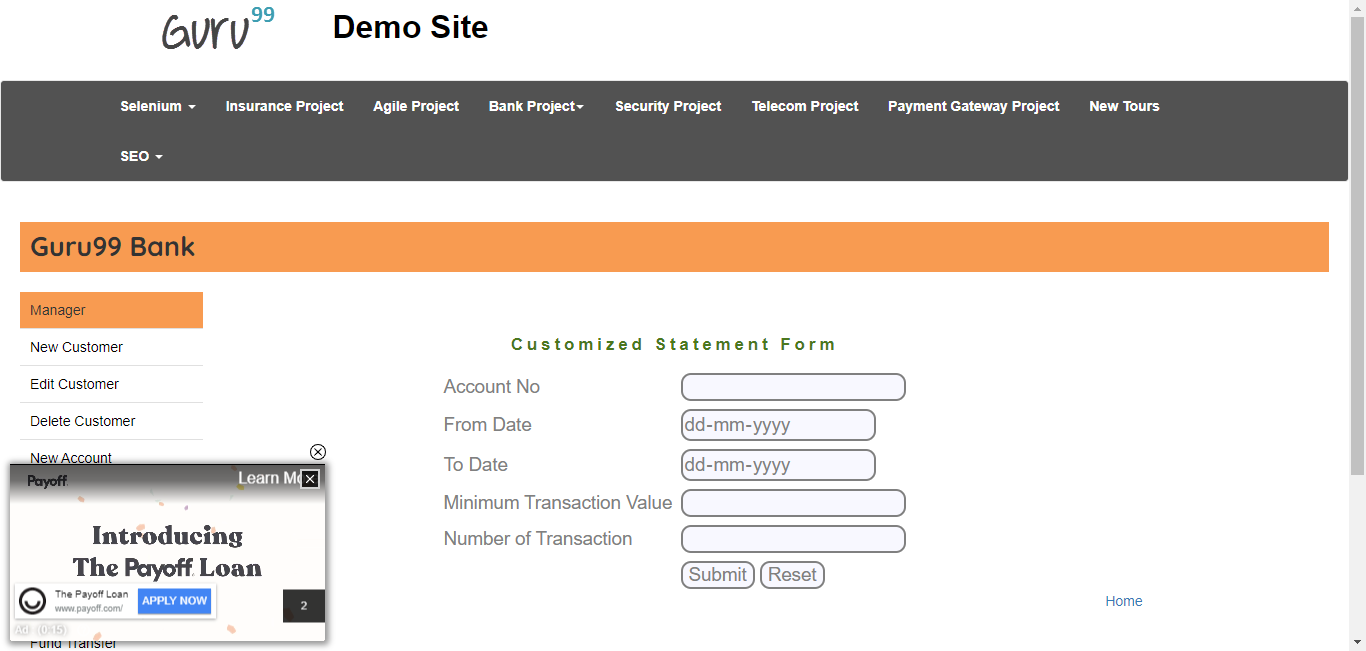 Guru99 Demo Site
Selenium Insurance Project Agile Project Bank Project Security Project Telecom Project Payment Gateway Project New Tours
SEO
Guru99 Bank
Manager
New Customer
Edit Customer
Delete Customer
New Account
Payoff Learn Mo
Introducing
The Payoff Loan
The Payoff Loan
www.payoff.com/
APPLY NOW
2
Ad · (0:15)
Fund Transfer
Customized Statement Form
Account No
From Date dd-mm-yyyy
To Date dd-mm-yyyy
Minimum Transaction Value
Number of Transaction
Submit Reset
Home